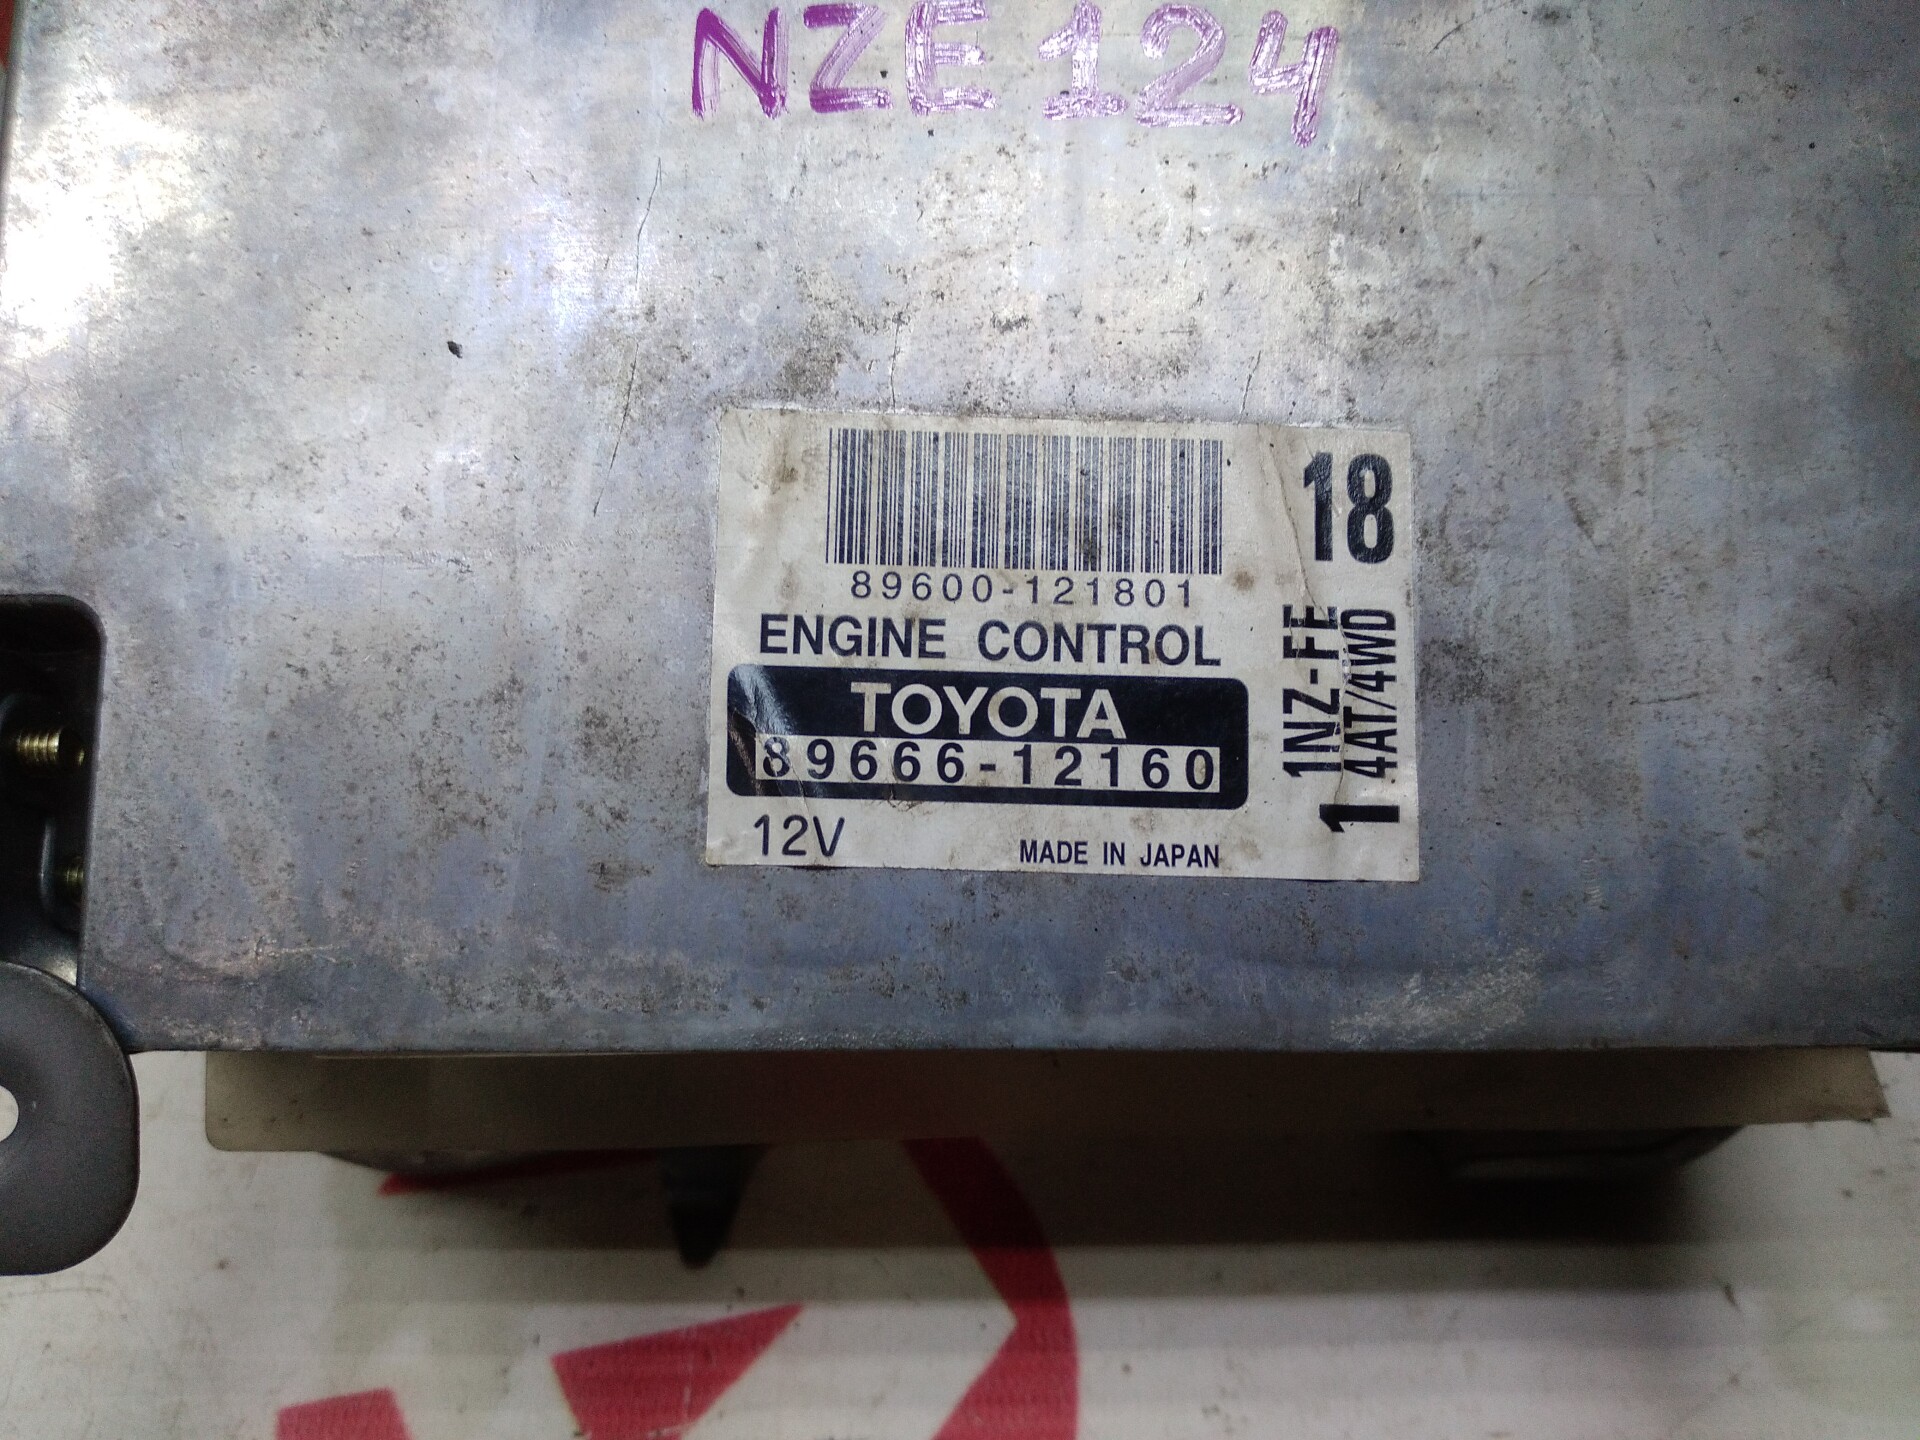 NZE124
89600-121801
18
ENGINE CONTROL
TOYOTA
89666-12160
12V
MADE IN JAPAN
1NZ-FE
1 4AT/4WD